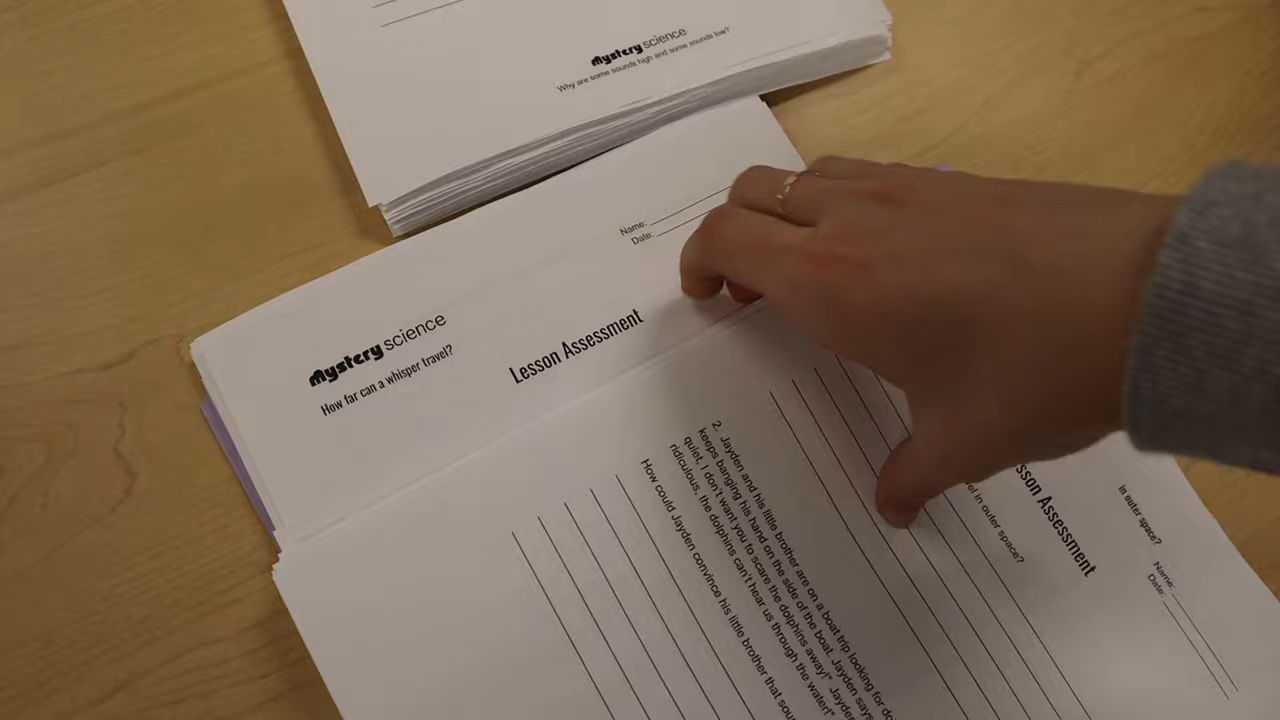 Mystery science
Why are some sounds high and some sounds low?
Name:
Date:
Mystery science
How far can a whisper travel?
Lesson Assessment
in outer space?
Name:
Date:
Assessment
in outer space?
2. Jayden and his little brother are on a boat trip looking for
keeps banging his hand on the side of the boat. Jayden says
quiet, I don't want you to scare the dolphins away!" Jayden
ridiculous, the dolphins can't hear us through the water!"
How could Jayden convince his little brother that